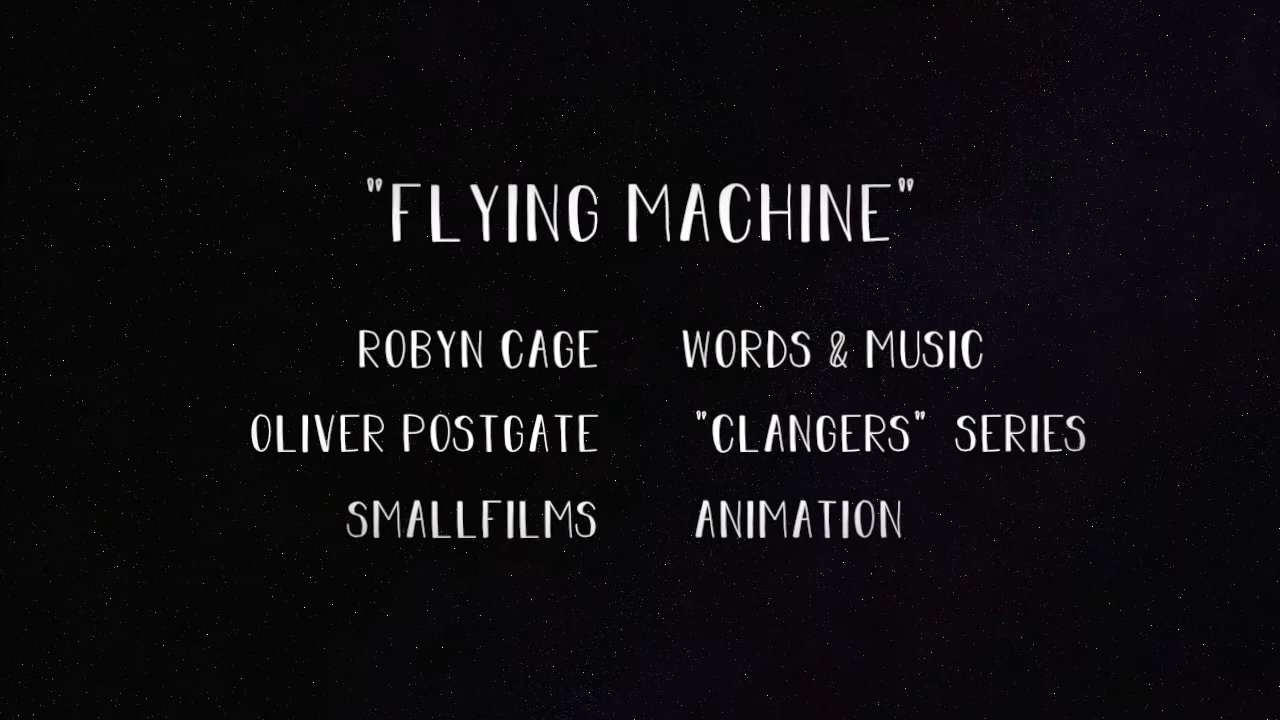 "FLYING MACHINE"
ROBYN CAGE WORDS & MUSIC
OLIVER POSTGATE "CLANGERS" SERIES
SMALLFILMS ANIMATION